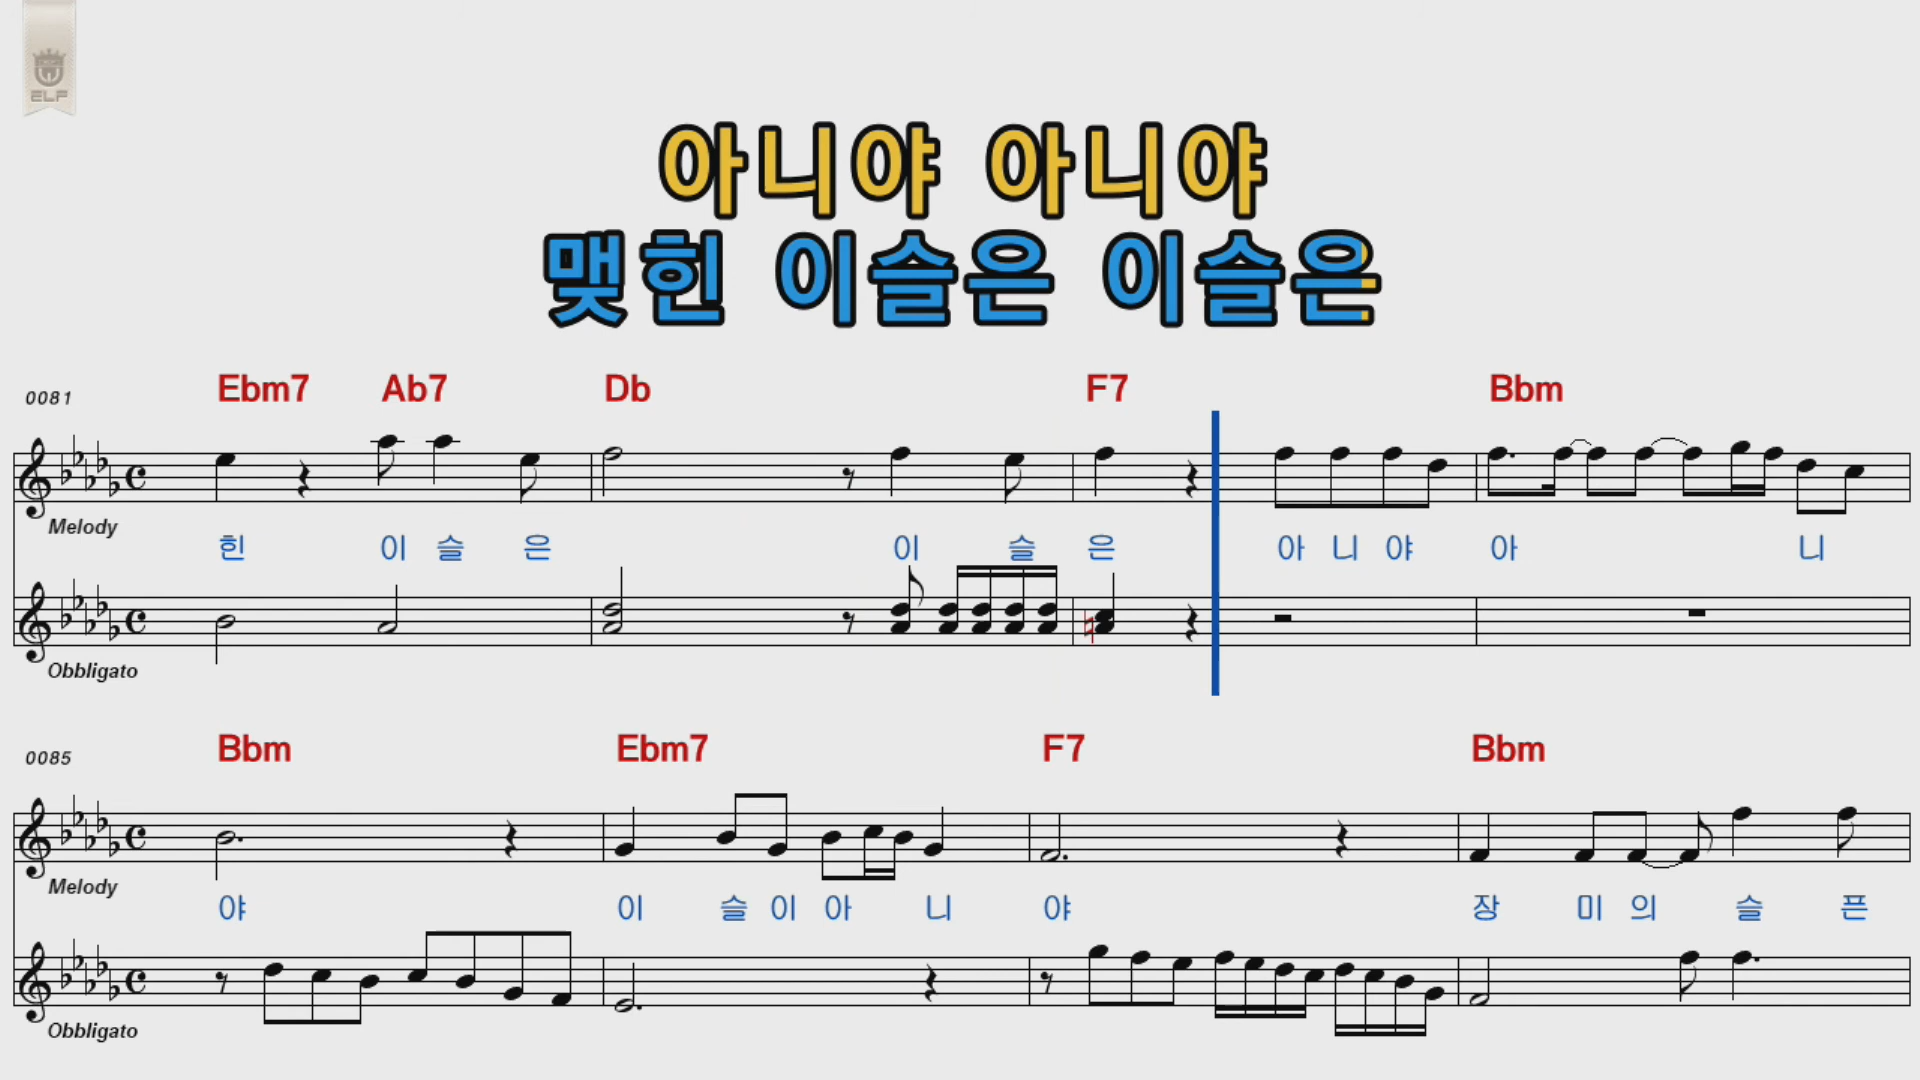 ELF
아니야 아니야
맺힌 이슬은 이슬은
0081 Ebm7 Ab7 Db F7 Bbm
Melody
힌 이 슬 은 이 슬 은 아 니 야 아 니
Obbligato
0085 Bbm Ebm7 F7 Bbm
Melody
야 이 슬 이 아 니 야 장 미 의 슬 픈
Obbligato